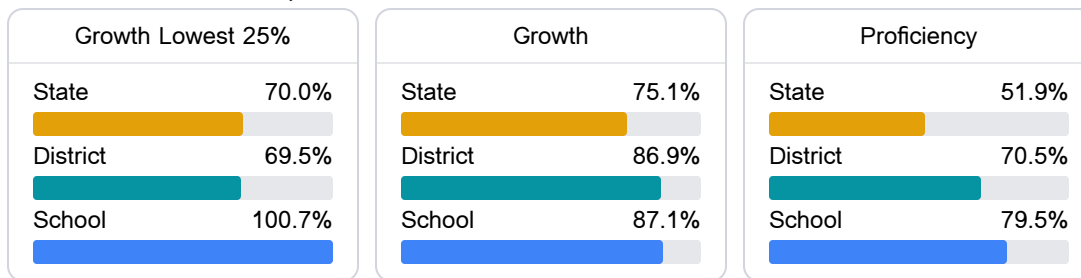 Growth Lowest 25%
State 70.0%
District 69.5%
School 100.7%
Growth
State 75.1%
District 86.9%
School 87.1%
Proficiency
State 51.9%
District 70.5%
School 79.5%